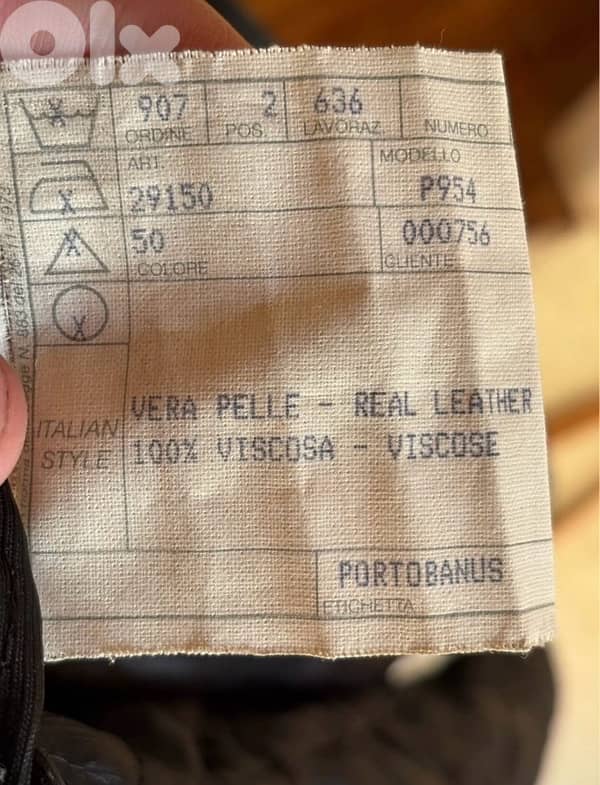 OLX
907 2 636
ORDINE POS. LAVORAZ. NUMERO
ART. MODELLO
29150 P954
50 000756
COLORE CLIENTE
VERA PELLE - REAL LEATHER
ITALIAN
STYLE
100% VISCOSA - VISCOSE
PORTOBANUS
ETICHETTA